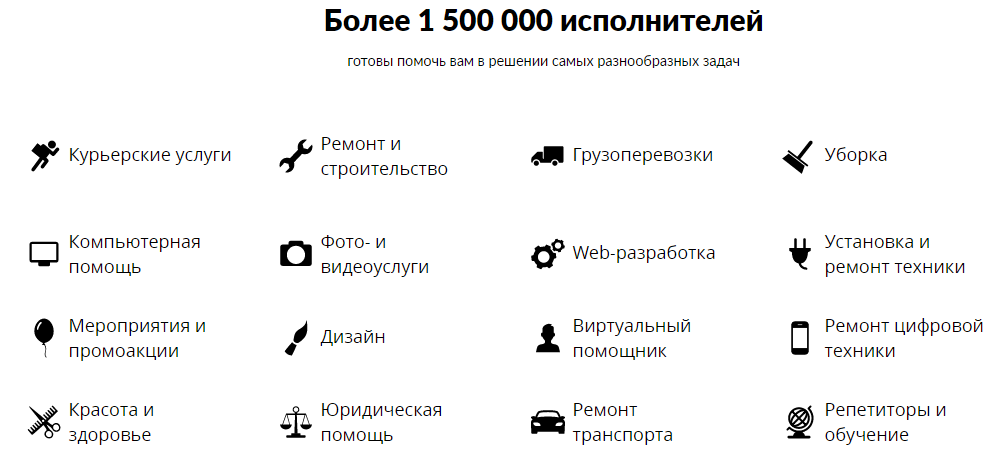 Более 1 500 000 исполнителей
готовы помочь вам в решении самых разнообразных задач
Курьерские услуги
Ремонт и
строительство
Грузоперевозки
Уборка
Компьютерная
помощь
Фото- и
видеоуслуги
Web-разработка
Установка и
ремонт техники
Мероприятия и
промоакции
Дизайн
Виртуальный
помощник
Ремонт цифровой
техники
Красота и
здоровье
Юридическая
помощь
Ремонт
транспорта
Репетиторы и
обучение